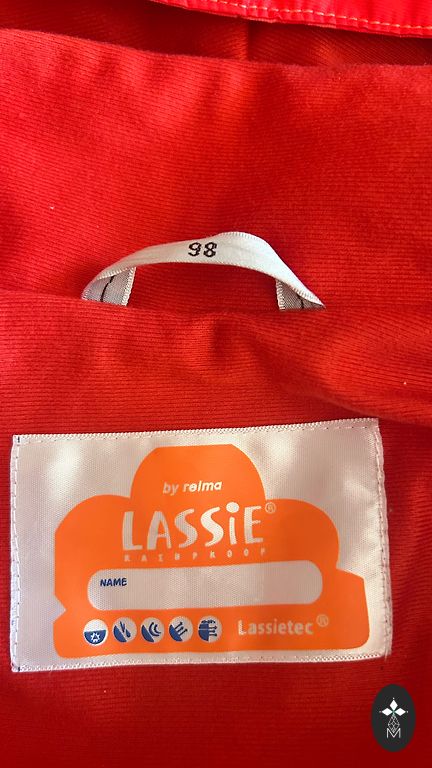 98
by reima
LASSiE®
RAINPROOF
NAME
Lassietec®
M